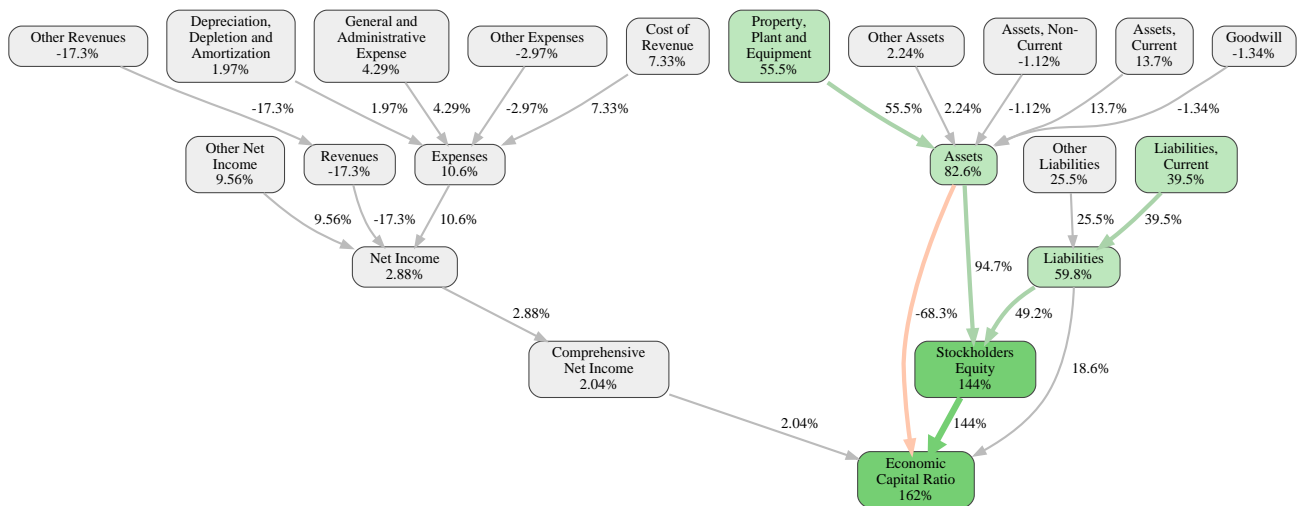 Other Revenues
-17.3%
Depreciation,
Depletion and
Amortization
1.97%
General and
Administrative
Expense
4.29%
Other Expenses
-2.97%
Cost of
Revenue
7.33%
Property,
Plant and
Equipment
55.5%
Other Assets
2.24%
Assets, Non-
Current
-1.12%
Assets,
Current
13.7%
Goodwill
-1.34%
-17.3%
1.97%
4.29%
-2.97%
7.33%
55.5%
2.24%
-1.12%
13.7%
-1.34%
Other Net
Income
9.56%
Revenues
-17.3%
Expenses
10.6%
Assets
82.6%
Other
Liabilities
25.5%
Liabilities,
Current
39.5%
9.56%
-17.3%
10.6%
25.5%
39.5%
Net Income
2.88%
94.7%
Liabilities
59.8%
2.88%
-68.3%
49.2%
Comprehensive
Net Income
2.04%
Stockholders
Equity
144%
18.6%
2.04%
144%
Economic
Capital Ratio
162%